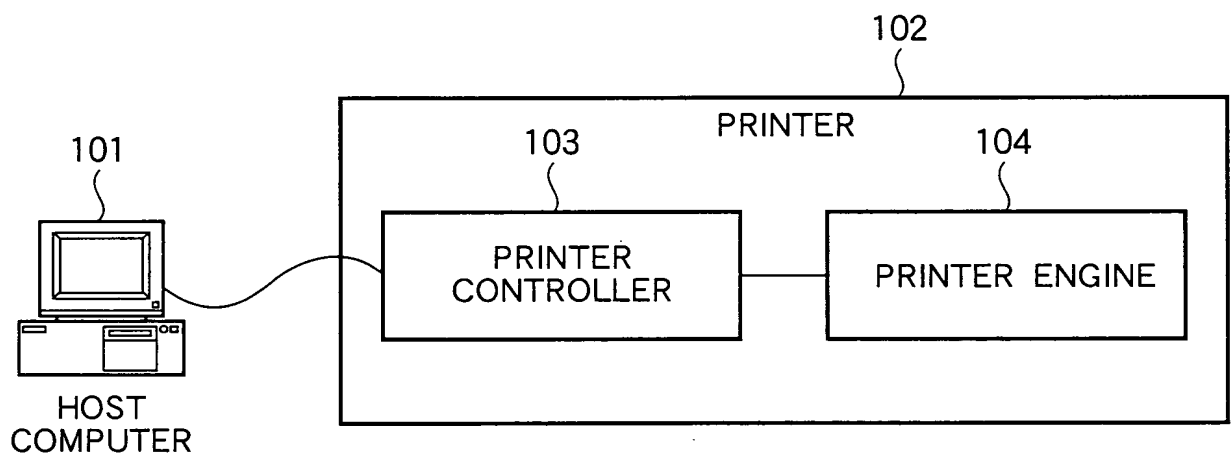 102
PRINTER
101
103
104
PRINTER
CONTROLLER
PRINTER ENGINE
HOST
COMPUTER